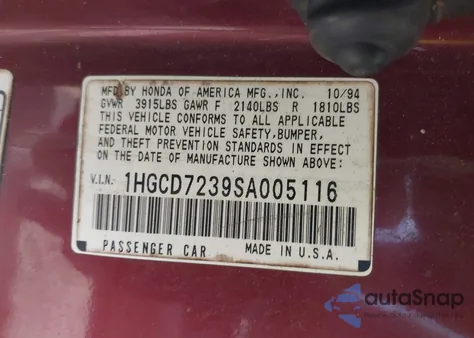 MFD.BY HONDA OF AMERICA MFG.,INC. 10/94
GVWR 3915LBS GAWR F 2140LBS R 1810LBS
THIS VEHICLE CONFORMS TO ALL APPLICABLE
FEDERAL MOTOR VEHICLE SAFETY,BUMPER,
AND THEFT PREVENTION STANDARDS IN EFFECT
ON THE DATE OF MANUFACTURE SHOWN ABOVE:
V.I.N.: 1HGCD7239SA005116
PASSENGER CAR MADE IN U.S.A.
autoSnap